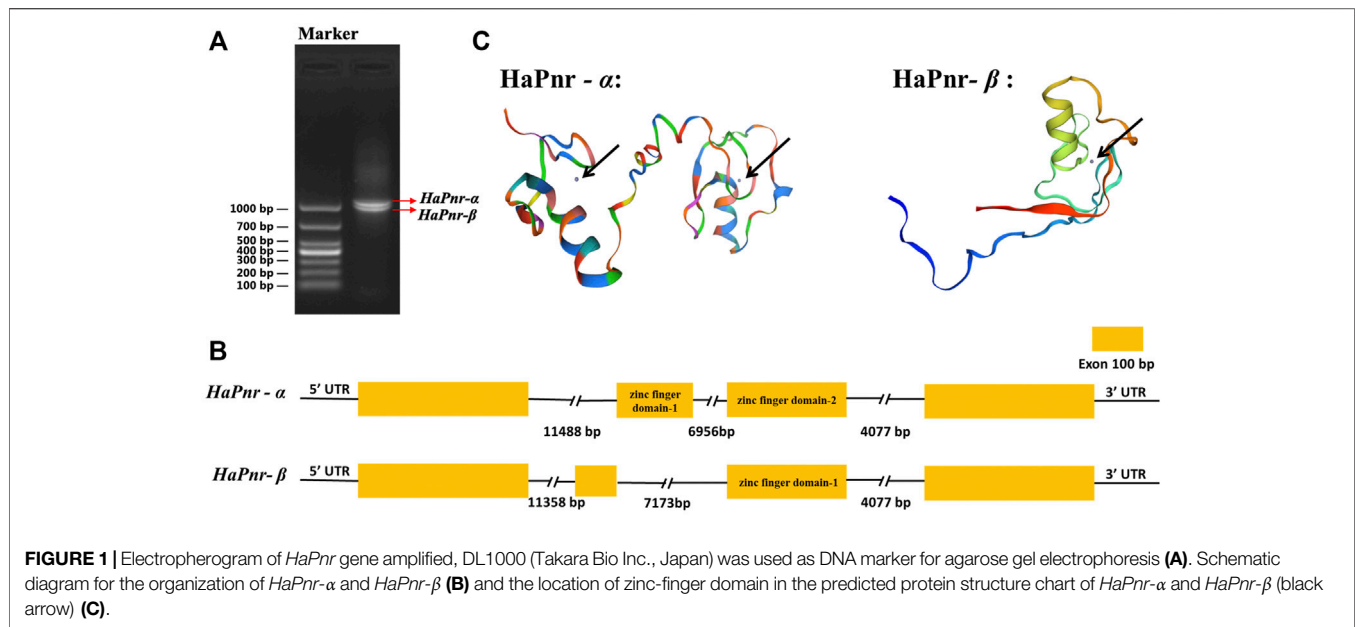 A
Marker
1000 bp —
700 bp —
500 bp —
400 bp —
300 bp —
200 bp —
100 bp —
HaPnr-α
HaPnr-β
C
HaPnr - α:
HaPnr- β :
B
Exon 100 bp
HaPnr - α
5’ UTR
zinc finger
domain-1
zinc finger domain-2
3’ UTR
11488 bp
6956bp
4077 bp
HaPnr- β
5’ UTR
zinc finger domain-1
3’ UTR
11358 bp
7173bp
4077 bp
FIGURE 1 | Electropherogram of HaPnr gene amplified, DL1000 (Takara Bio Inc., Japan) was used as DNA marker for agarose gel electrophoresis (A). Schematic
diagram for the organization of HaPnr-α and HaPnr-β (B) and the location of zinc-finger domain in the predicted protein structure chart of HaPnr-α and HaPnr-β (black
arrow) (C).